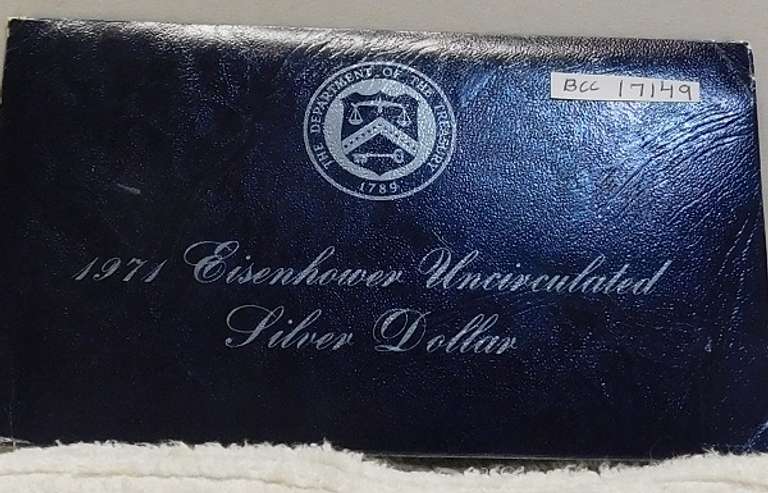 BCC 17149
THE DEPARTMENT OF THE TREASURY
1789
1971 Eisenhower Uncirculated
Silver Dollar